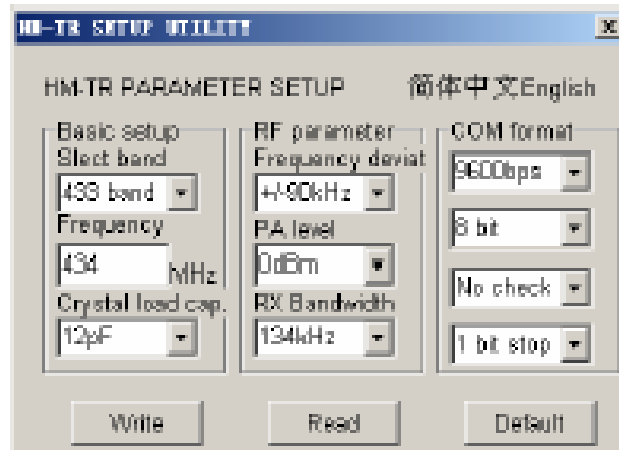 HM-TR SETUP UTILITY
HM-TR PARAMETER SETUP 简体中文English
Basic setup
Slect band
433 band
Frequency
434 MHz
Crystal load cap.
12pF
RF parameter
Frequency deviat
+/-90kHz
PA level
0dBm
RX Bandwidth
134kHz
COM format
9600bps
8 bit
No check
1 bit stop
Write Read Default